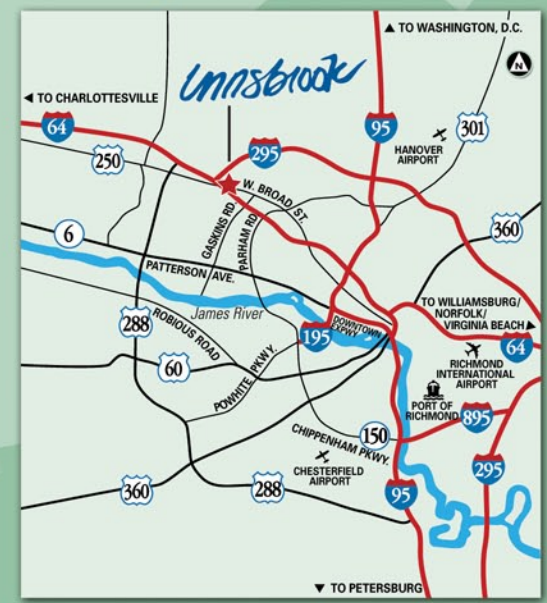 ▲ TO WASHINGTON, D.C.
N
Innsbrook
◀ TO CHARLOTTESVILLE
64
95
301
HANOVER
AIRPORT
250
295
W. BROAD ST.
GASKINS RD.
PARHAM RD.
360
6
PATTERSON AVE.
TO WILLIAMSBURG/
NORFOLK/
VIRGINIA BEACH ▶
James River
288
ROBIOUS ROAD
195
DOWNTOWN
EXPWY
64
RICHMOND
INTERNATIONAL
AIRPORT
60
POWHITE PKWY.
PORT OF
RICHMOND
895
150
CHIPPENHAM PKWY.
CHESTERFIELD
AIRPORT
295
360
288
95
▼ TO PETERSBURG